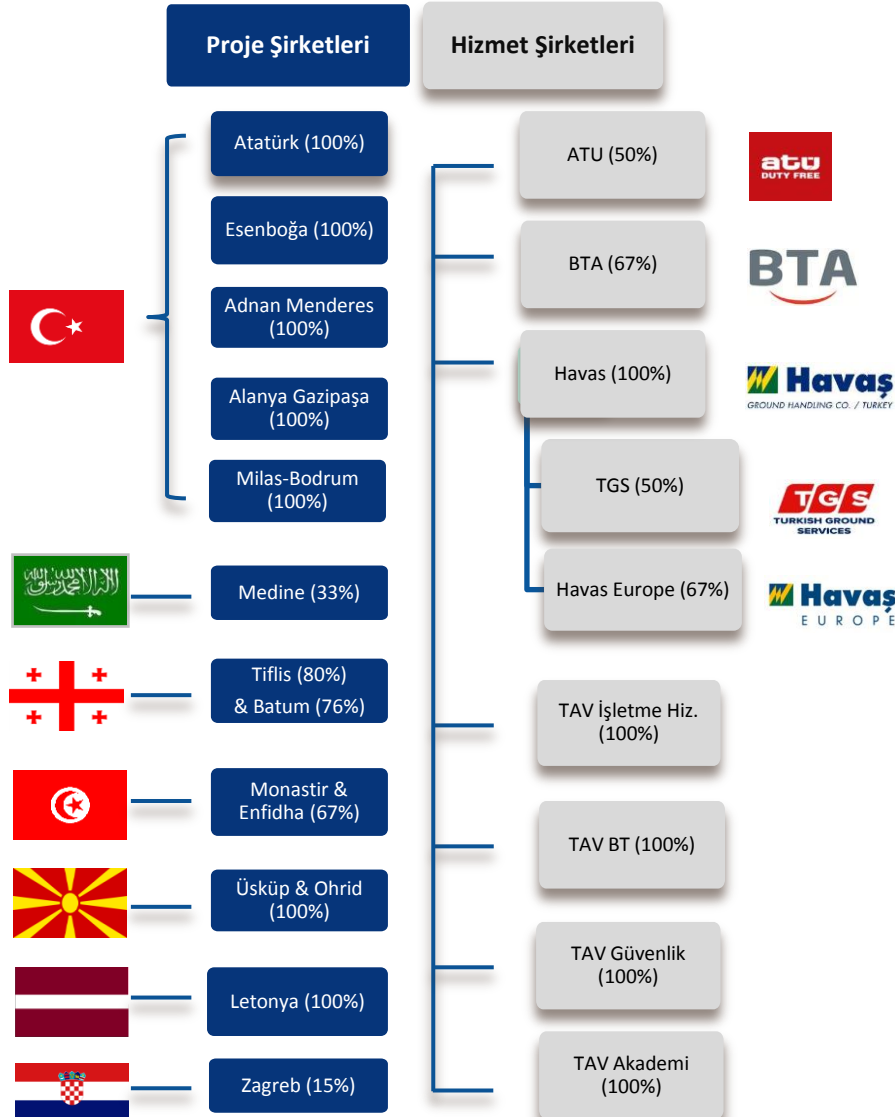 Proje Şirketleri
Hizmet Şirketleri
Atatürk (100%)
Esenboğa (100%)
Adnan Menderes
(100%)
Alanya Gazipaşa
(100%)
Milas-Bodrum
(100%)
Medine (33%)
Tiflis (80%)
& Batum (76%)
Monastir &
Enfidha (67%)
Üsküp & Ohrid
(100%)
Letonya (100%)
Zagreb (15%)
ATU (50%)
atü
DUTY FREE
BTA (67%)
BTA
Havas (100%)
Havaş
GROUND HANDLING CO. / TURKEY
TGS (50%)
TGS
TURKISH GROUND
SERVICES
Havas Europe (67%)
Havaş
EUROPE
TAV İşletme Hiz.
(100%)
TAV BT (100%)
TAV Güvenlik
(100%)
TAV Akademi
(100%)